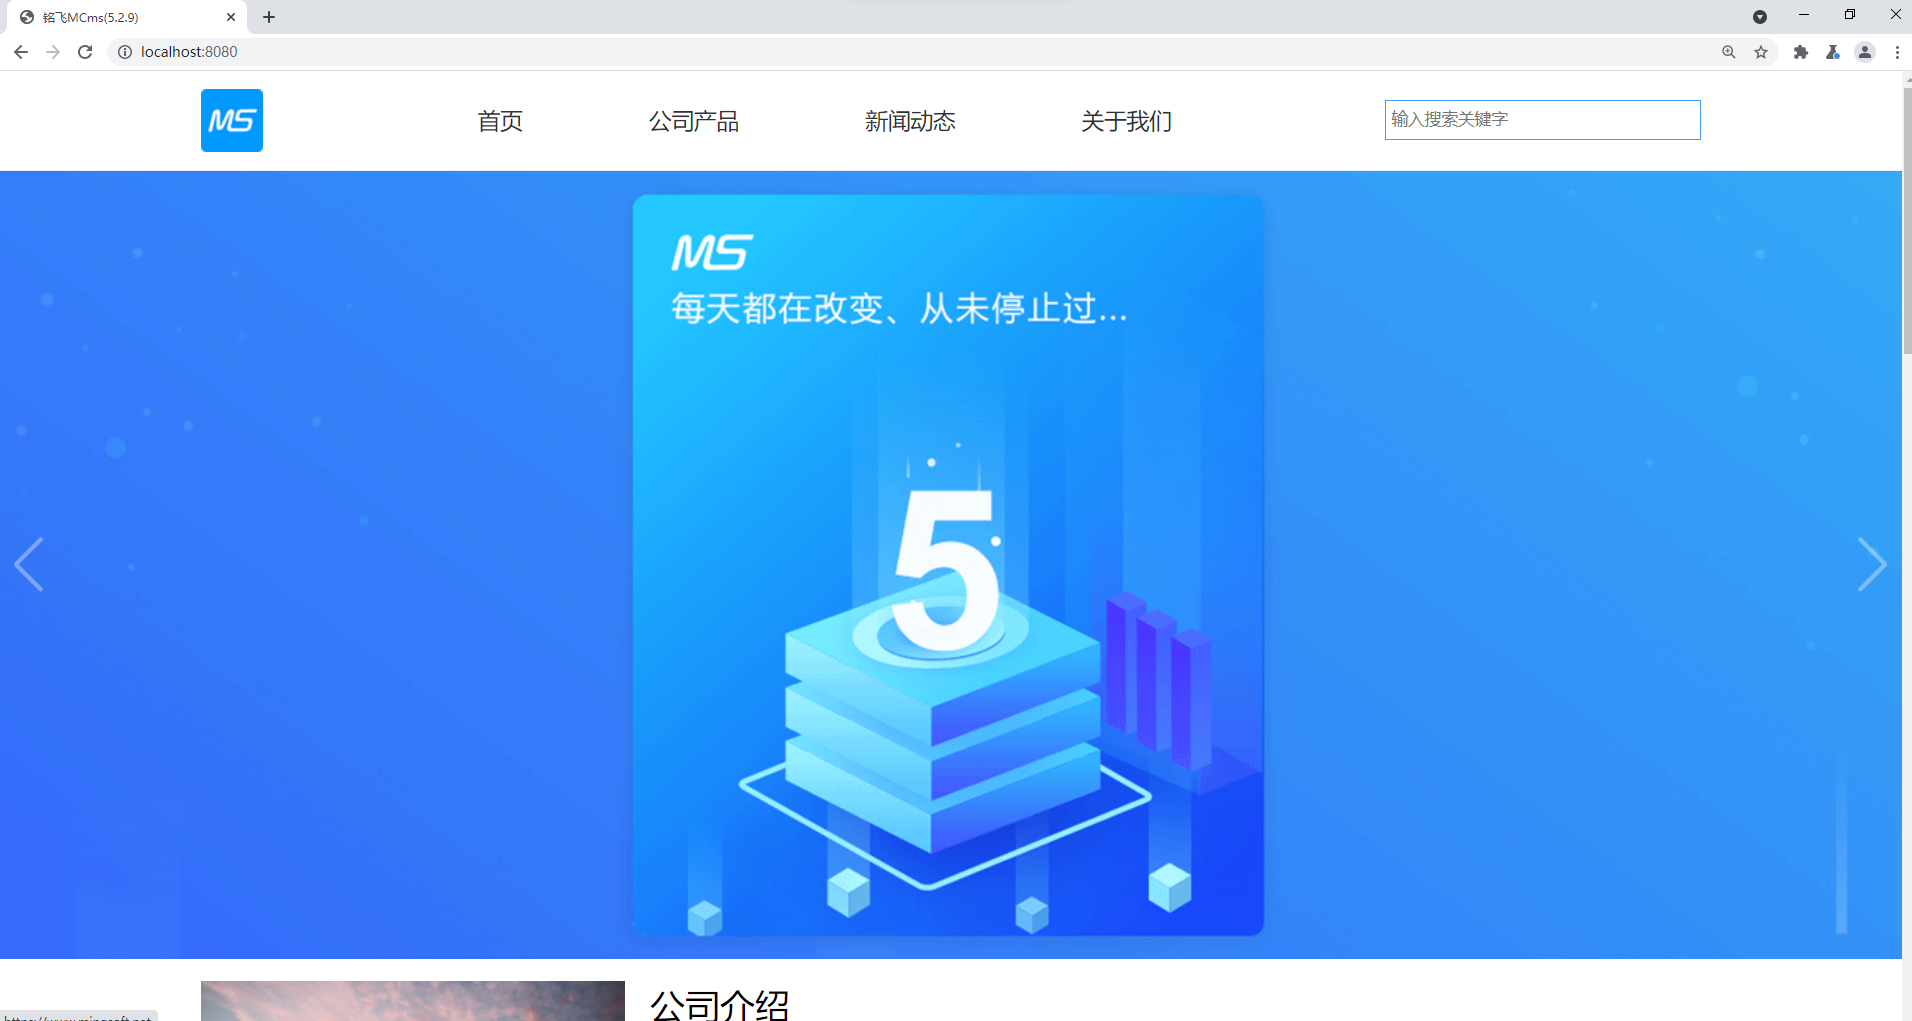 铭飞MCms(5.2.9)
localhost:8080
MS
首页 公司产品 新闻动态 关于我们
输入搜索关键字
MS
每天都在改变、从未停止过...
5
公司介绍
https://www.mingsoft.net